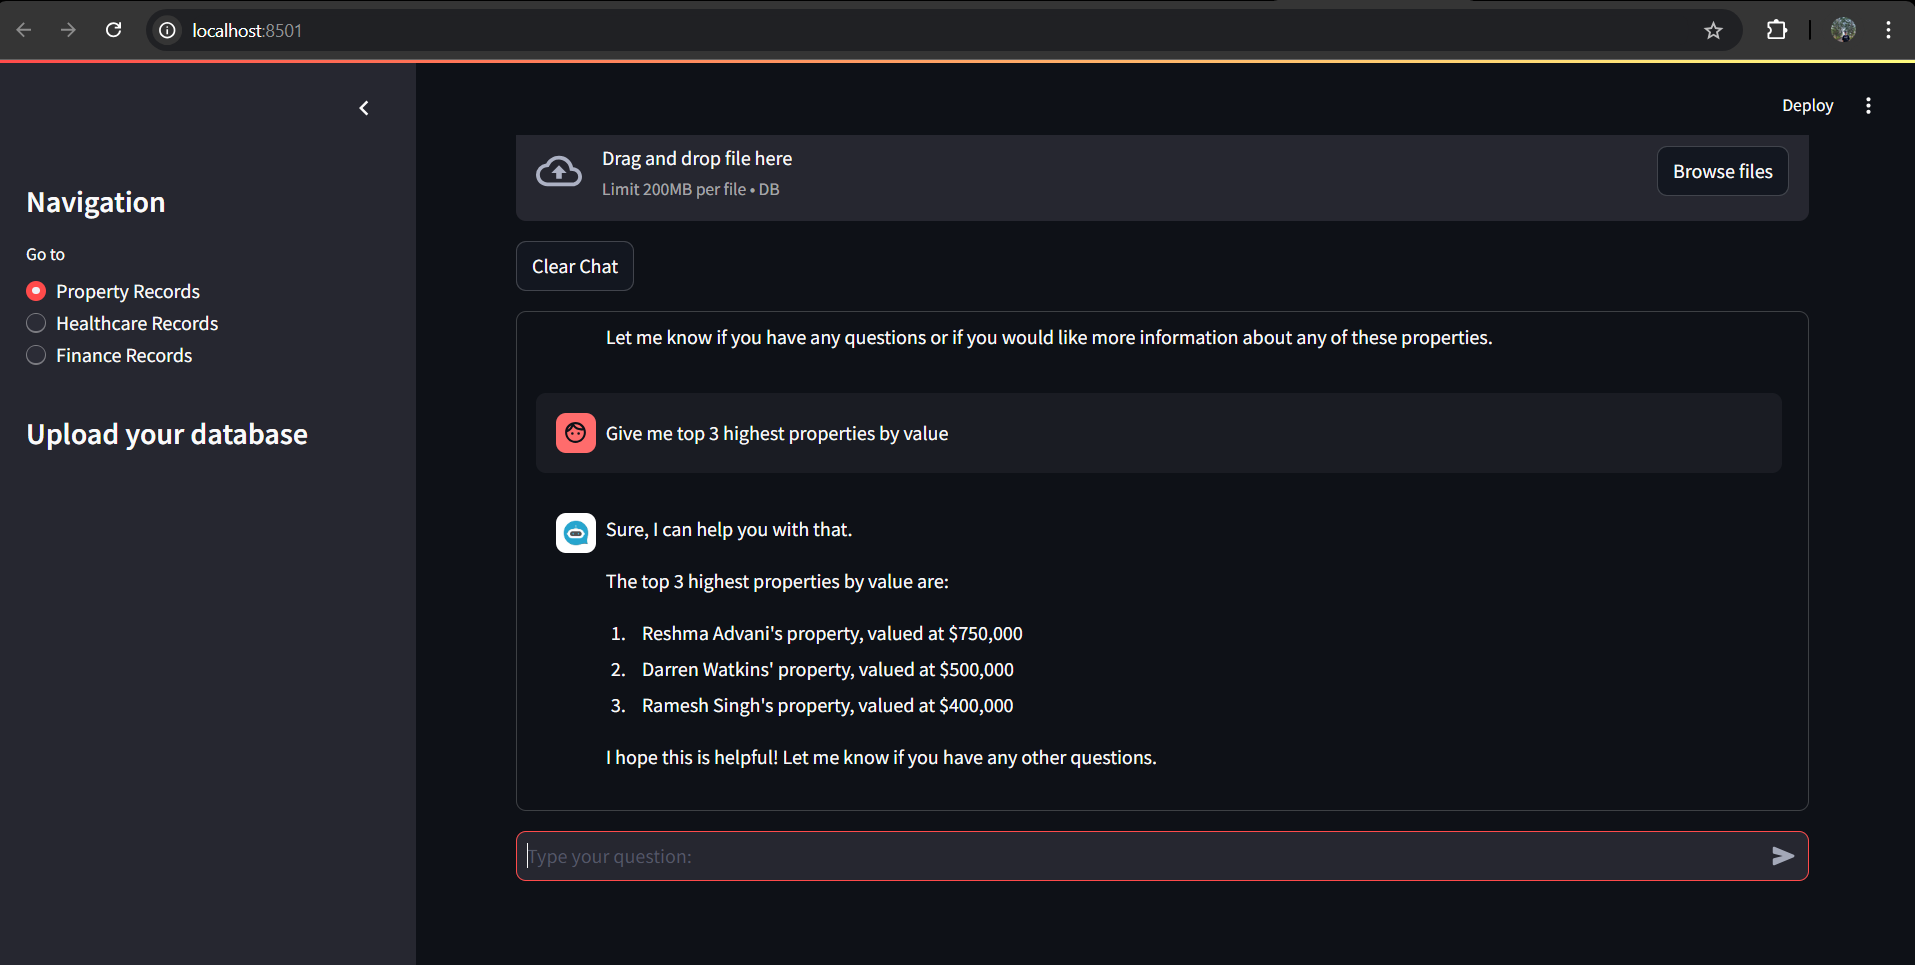 localhost:8501
Deploy
Navigation
Go to
Property Records
Healthcare Records
Finance Records
Upload your database
Drag and drop file here
Limit 200MB per file • DB
Browse files
Clear Chat
Let me know if you have any questions or if you would like more information about any of these properties.
Give me top 3 highest properties by value
Sure, I can help you with that.
The top 3 highest properties by value are:
1. Reshma Advani's property, valued at $750,000
2. Darren Watkins' property, valued at $500,000
3. Ramesh Singh's property, valued at $400,000
I hope this is helpful! Let me know if you have any other questions.
Type your question: